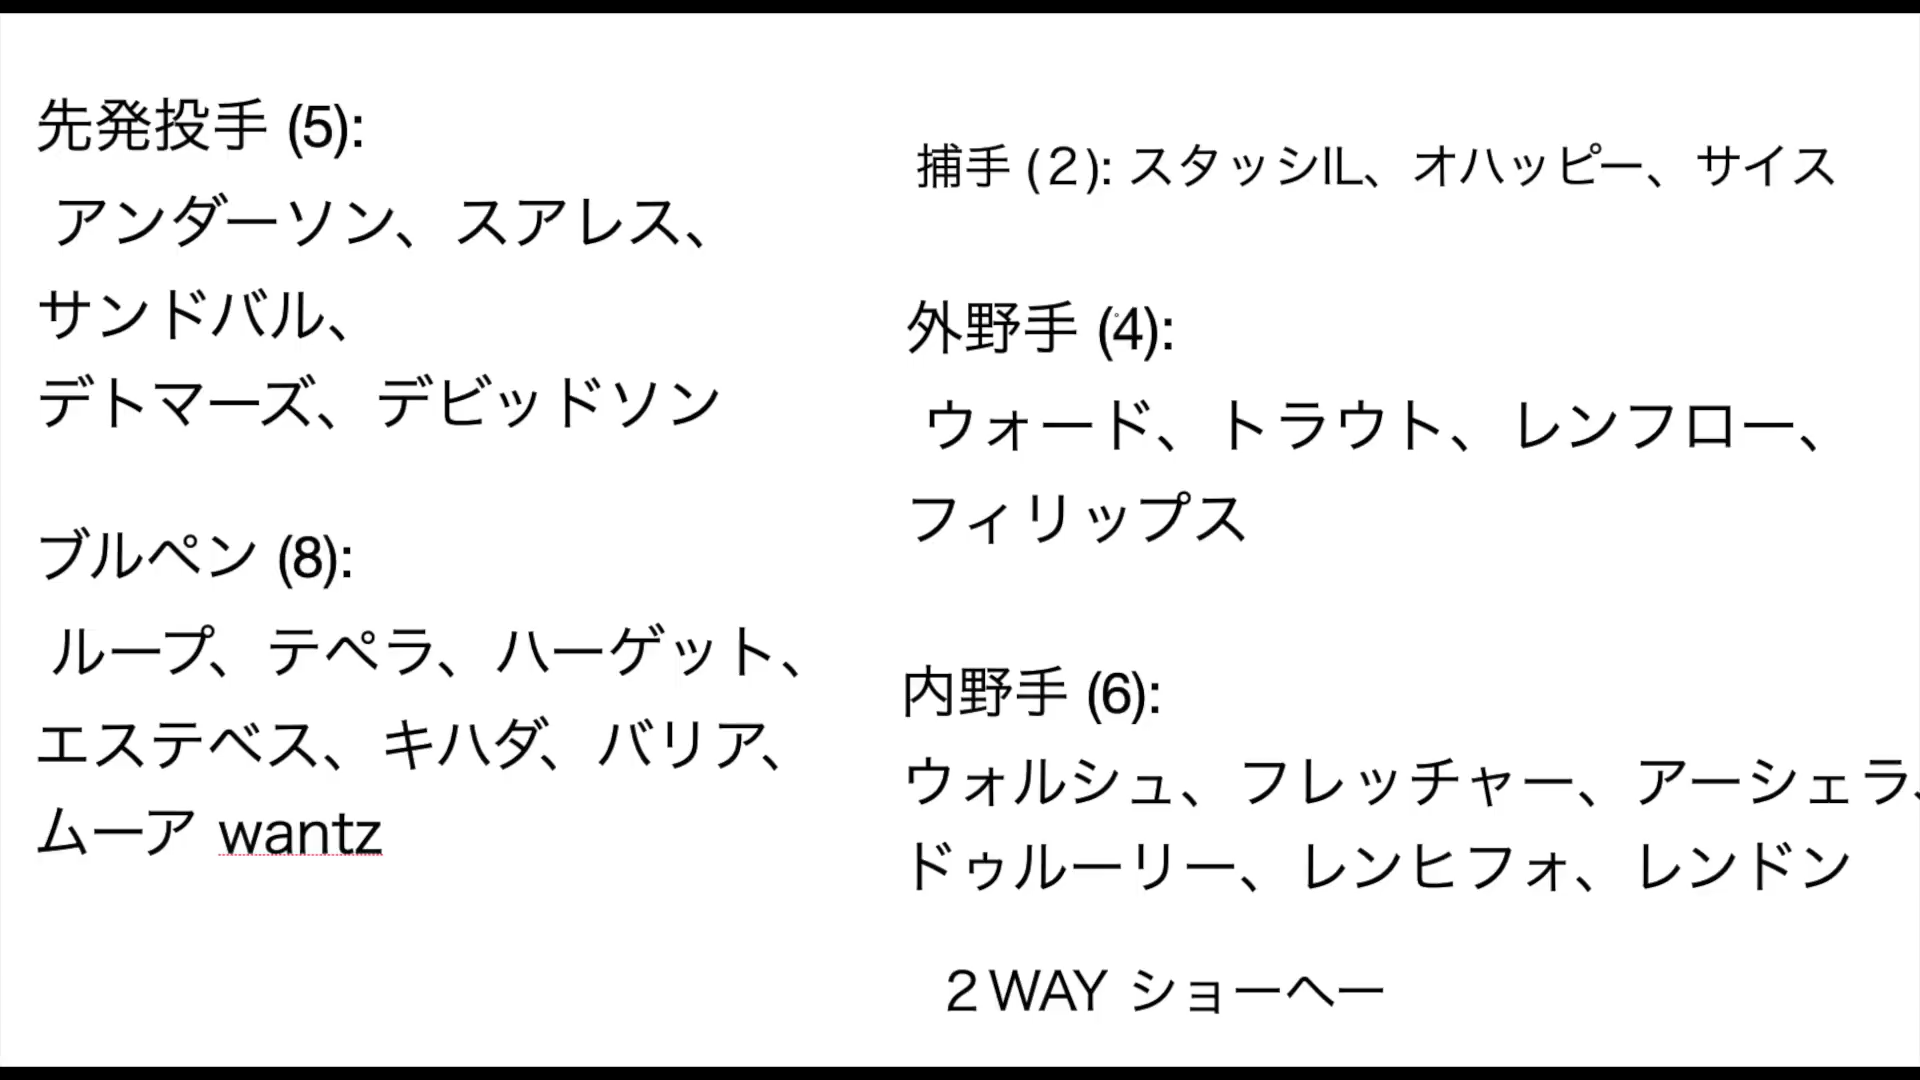 先発投手 (5):
アンダーソン、スアレス、
サンドバル、
デトマーズ、デビッドソン
ブルペン (8):
ループ、テペラ、ハーゲット、
エステベス、キハダ、バリア、
ムーア wantz
捕手 (２): スタッシIL、オハッピー、サイス
外野手 (4):
ウォード、トラウト、レンフロー、
フィリップス
内野手 (6):
ウォルシュ、フレッチャー、アーシェラ、
ドゥルーリー、レンヒフォ、レンドン
２WAY ショーヘー